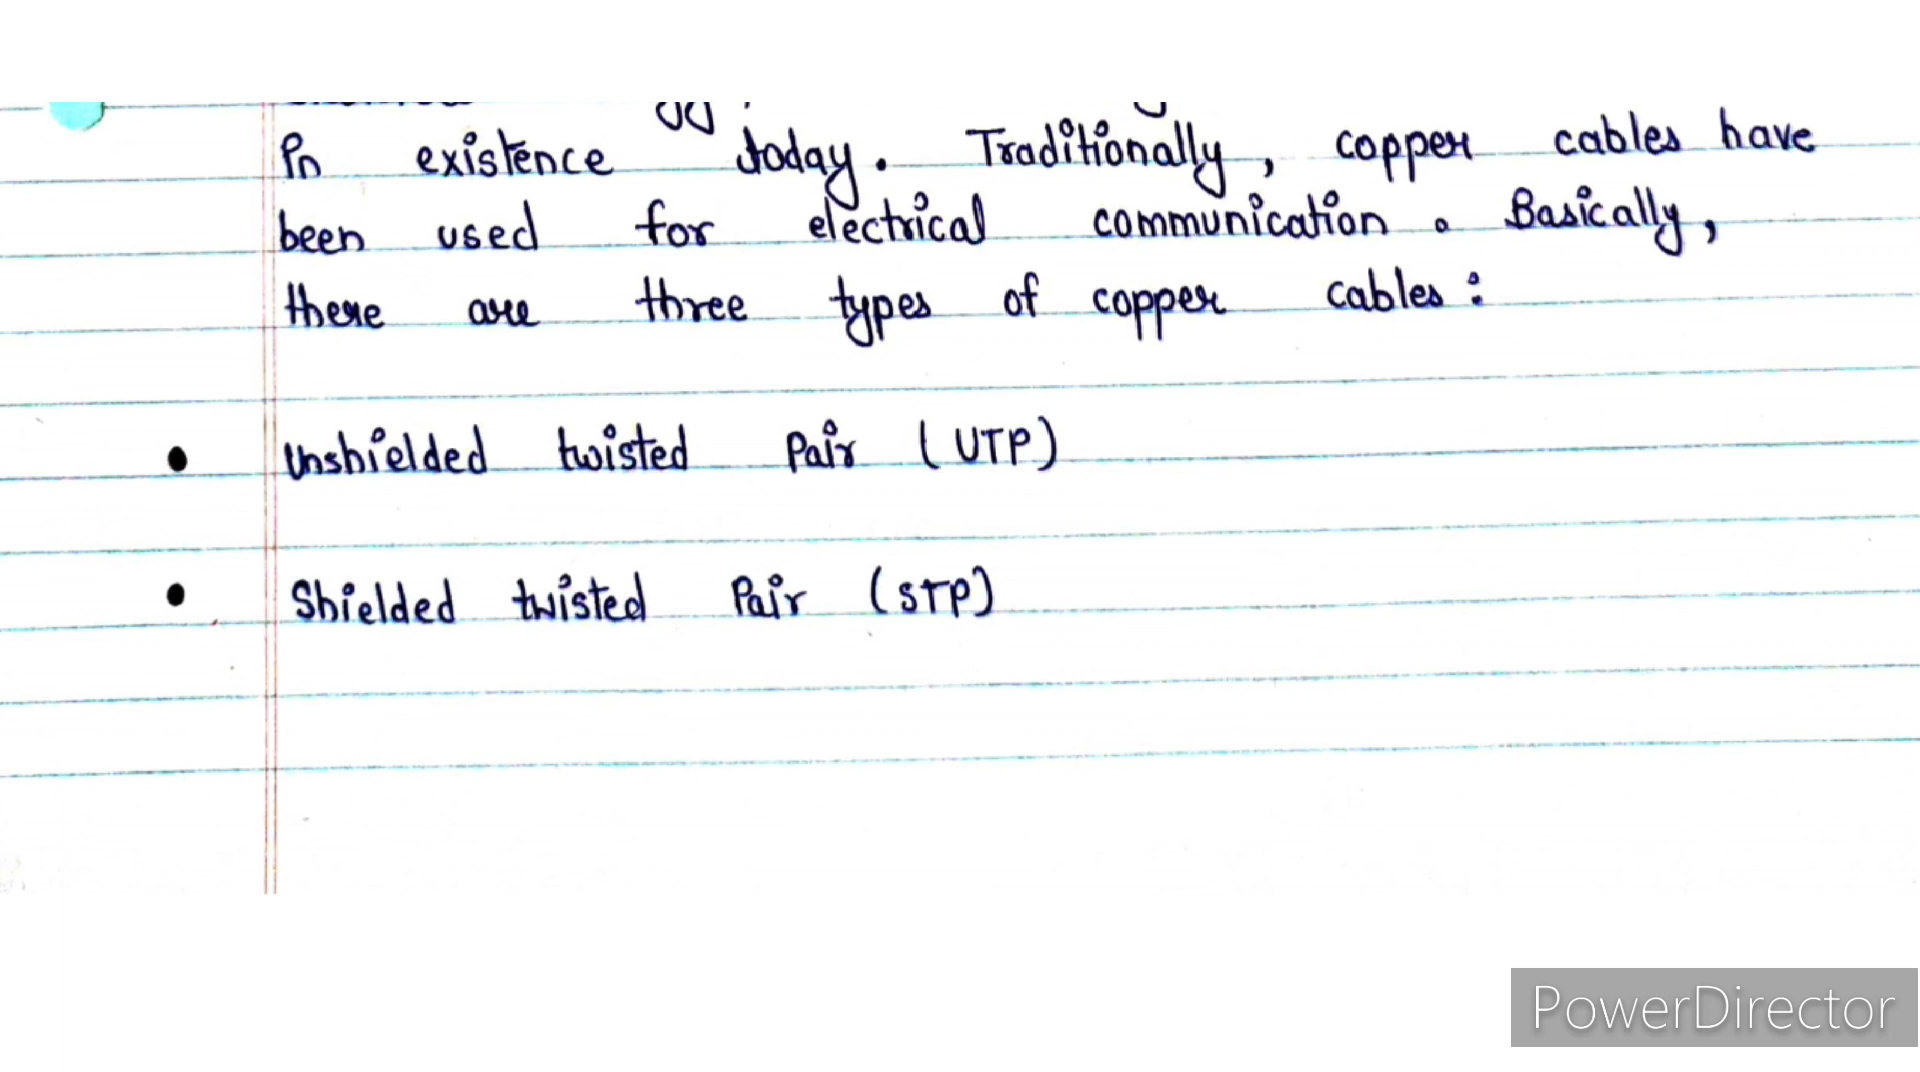 in existence today. Traditionally, copper cables have
been used for electrical communication. Basically,
there are three types of copper cables:
• Unshielded twisted Pair (UTP)
• Shielded twisted Pair (STP)
PowerDirector